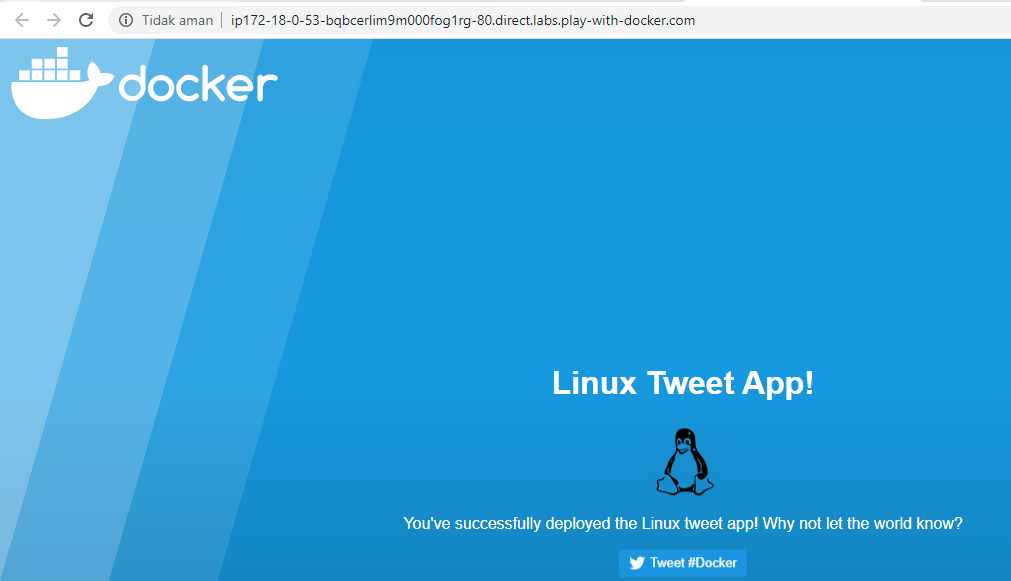 Tidak aman ip172-18-0-53-bqbcerlim9m000fog1rg-80.direct.labs.play-with-docker.com
docker
Linux Tweet App!
You've successfully deployed the Linux tweet app! Why not let the world know?
Tweet #Docker